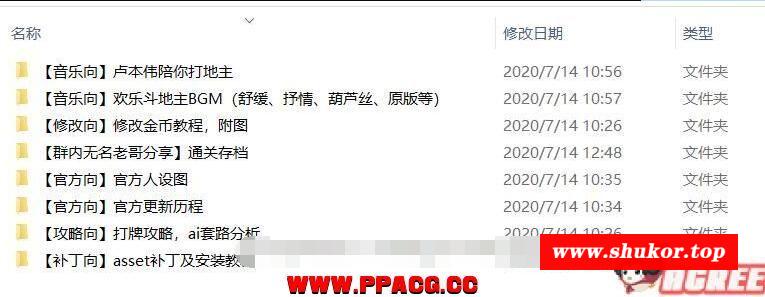 名称 修改日期 类型
【音乐向】卢本伟陪你打地主 2020/7/14 10:56 文件夹
【音乐向】欢乐斗地主BGM（舒缓、抒情、葫芦丝、原版等） 2020/7/14 10:57 文件夹
【修改向】修改金币教程，附图 2020/7/14 10:26 文件夹
【群内无名老哥分享】通关存档 2020/7/14 12:48 文件夹
【官方向】官方人设图 2020/7/14 10:35 文件夹
【官方向】官方更新历程 2020/7/14 10:34 文件夹
【攻略向】打牌攻略，ai套路分析 2020/7/14 10:26 文件夹
【补丁向】asset补丁及安装教
www.shukor.top
WWW.PPACG.CC
ACREE